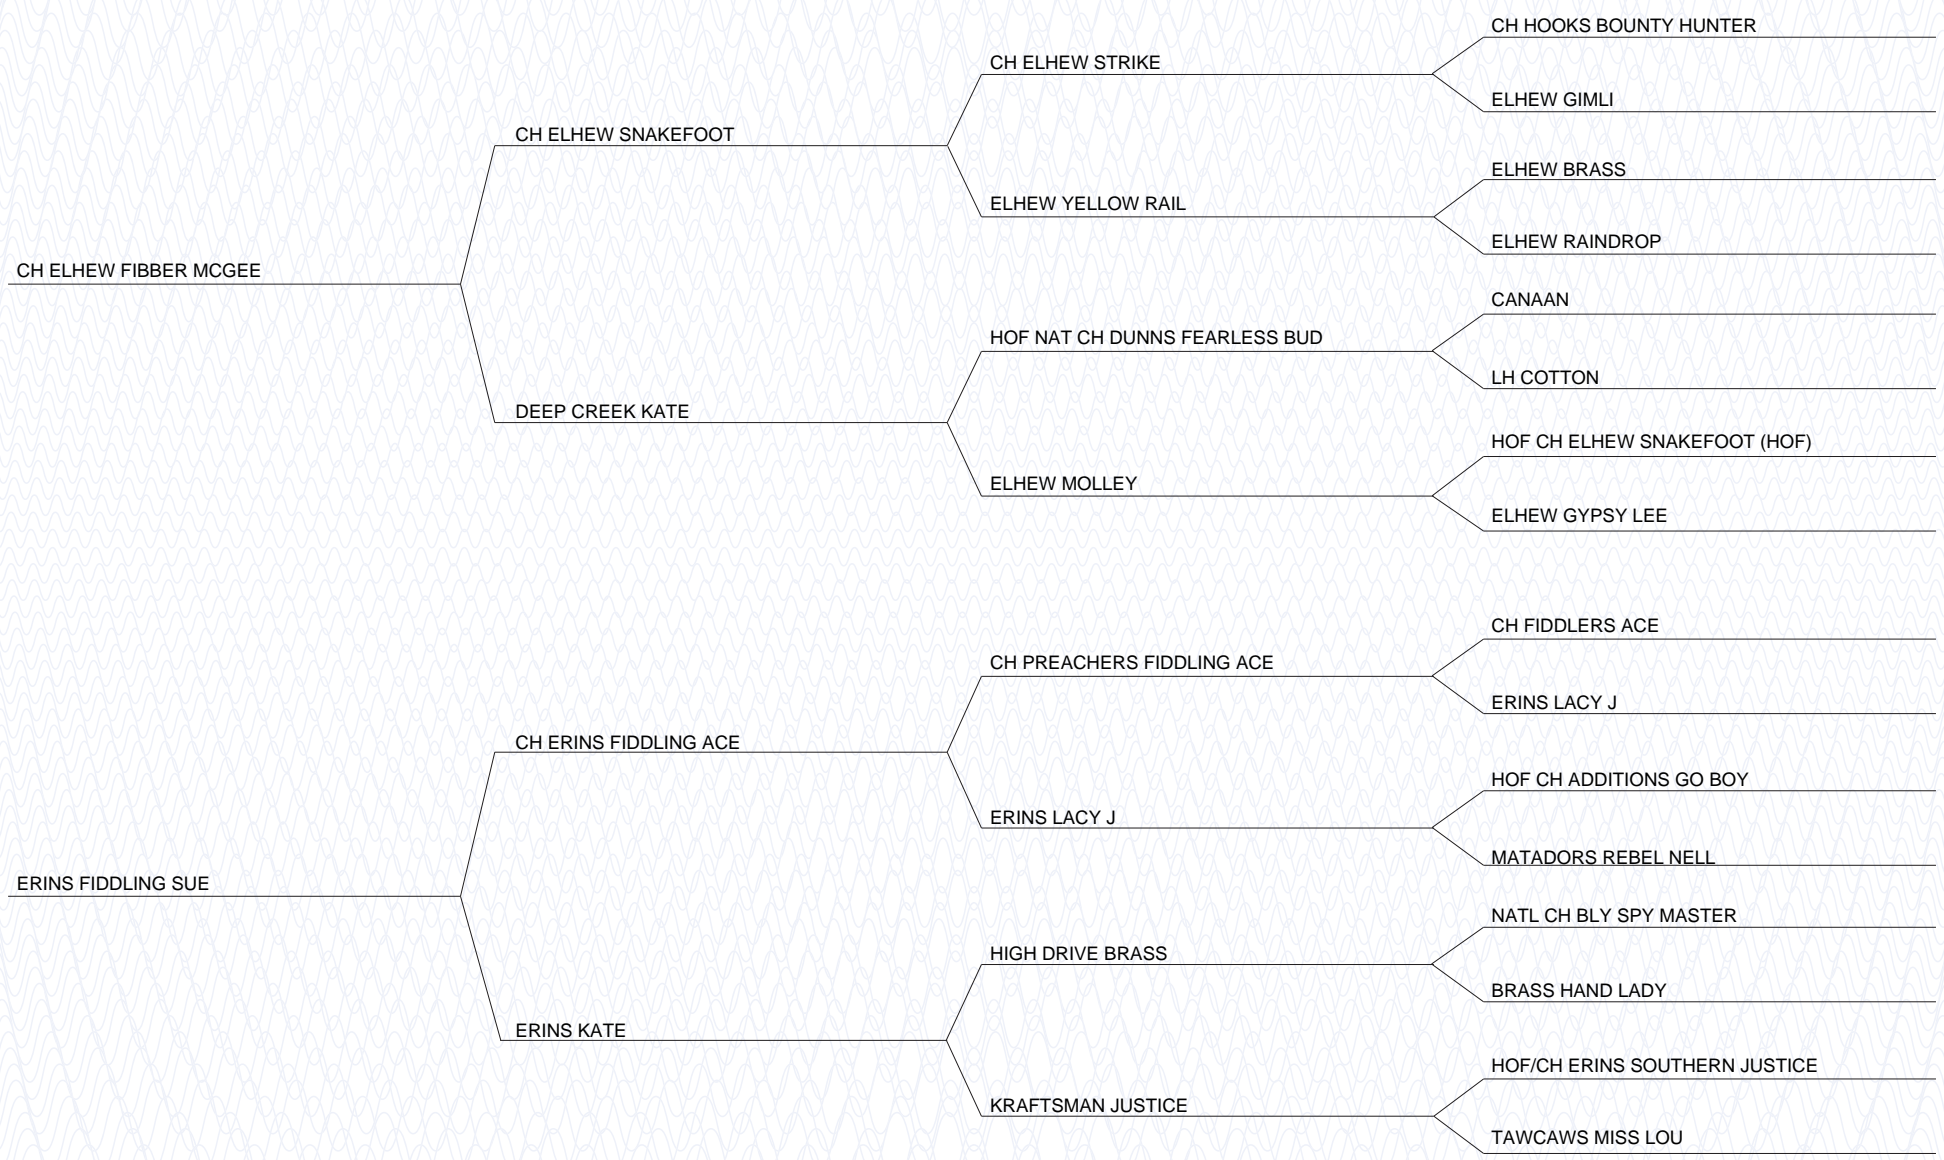 CH HOOKS BOUNTY HUNTER
CH ELHEW STRIKE
ELHEW GIMLI
CH ELHEW SNAKEFOOT
ELHEW BRASS
ELHEW YELLOW RAIL
ELHEW RAINDROP
CH ELHEW FIBBER MCGEE
CANAAN
HOF NAT CH DUNNS FEARLESS BUD
LH COTTON
DEEP CREEK KATE
HOF CH ELHEW SNAKEFOOT (HOF)
ELHEW MOLLEY
ELHEW GYPSY LEE
CH FIDDLERS ACE
CH PREACHERS FIDDLING ACE
ERINS LACY J
CH ERINS FIDDLING ACE
HOF CH ADDITIONS GO BOY
ERINS LACY J
MATADORS REBEL NELL
ERINS FIDDLING SUE
NATL CH BLY SPY MASTER
HIGH DRIVE BRASS
BRASS HAND LADY
ERINS KATE
HOF/CH ERINS SOUTHERN JUSTICE
KRAFTSMAN JUSTICE
TAWCAWS MISS LOU